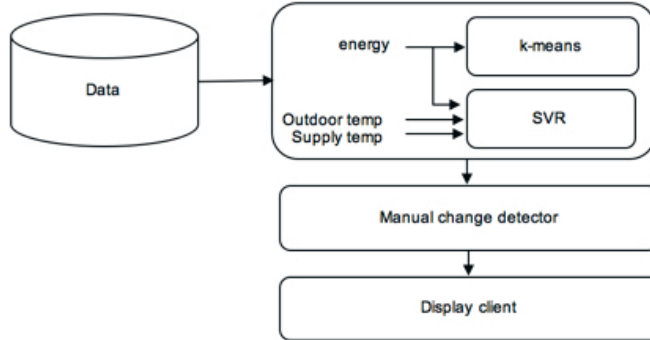 Data
energy
k-means
Outdoor temp
Supply temp
SVR
Manual change detector
Display client